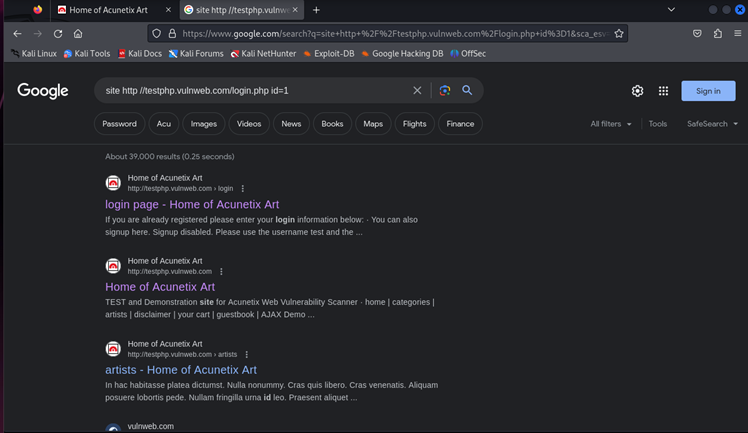 Home of Acunetix Art
site http //testphp.vulnwe
https://www.google.com/search?q=site+http+%2F%2Ftestphp.vulnweb.com%2Flogin.php+id%3D1&sca_esv
Kali Linux Kali Tools Kali Docs Kali Forums Kali NetHunter Exploit-DB Google Hacking DB OffSec
Google
site http //testphp.vulnweb.com/login.php id=1
Sign in
Password Acu Images Videos News Books Maps Flights Finance
All filters Tools SafeSearch
About 39,000 results (0.25 seconds)
Home of Acunetix Art
http://testphp.vulnweb.com › login
login page - Home of Acunetix Art
If you are already registered please enter your login information below: · You can also
signup here. Signup disabled. Please use the username test and the ...
Home of Acunetix Art
http://testphp.vulnweb.com
Home of Acunetix Art
TEST and Demonstration site for Acunetix Web Vulnerability Scanner · home | categories |
artists | disclaimer | your cart | guestbook | AJAX Demo ...
Home of Acunetix Art
http://testphp.vulnweb.com › artists
artists - Home of Acunetix Art
In hac habitasse platea dictumst. Nulla nonummy. Cras quis libero. Cras venenatis. Aliquam
posuere lobortis pede. Nullam fringilla urna id leo. Praesent aliquet ...
vulnweb.com